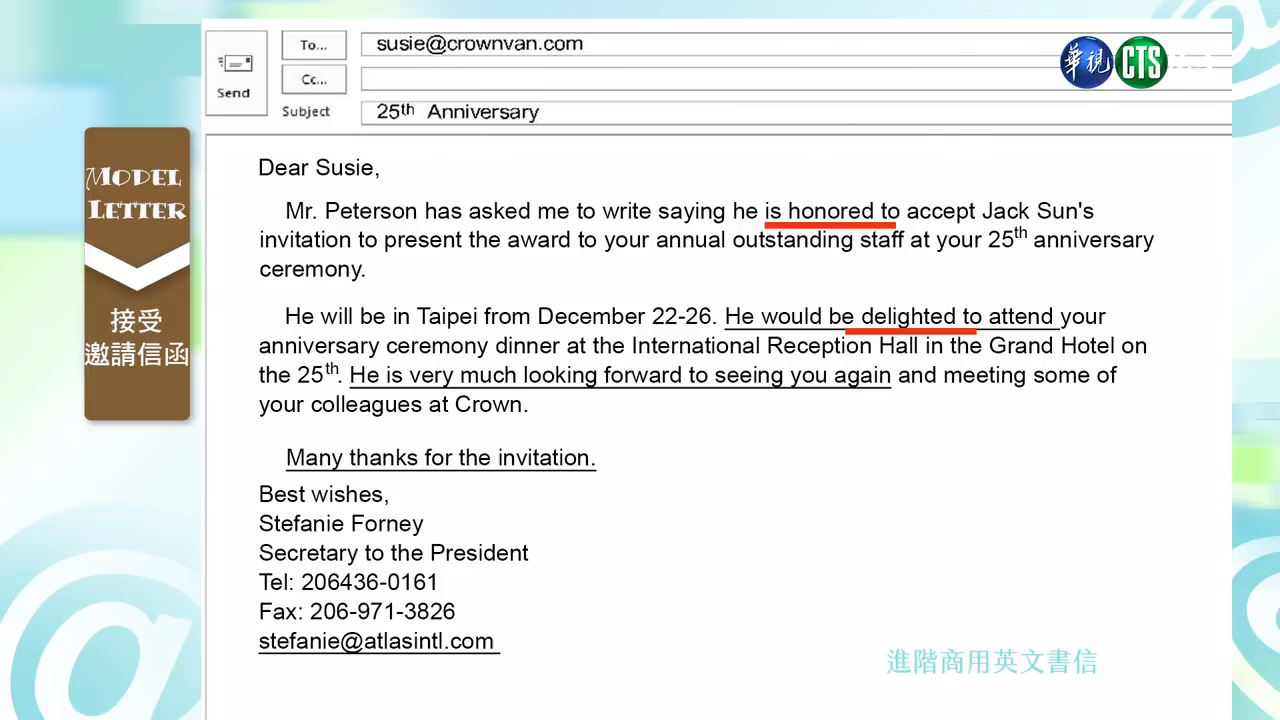 To...
susie@crownvan.com
Cc...
Send
Subject
25th Anniversary
華視
CTS
MODEL
LETTER
接受
邀請信函
Dear Susie,
Mr. Peterson has asked me to write saying he is honored to accept Jack Sun's
invitation to present the award to your annual outstanding staff at your 25th anniversary
ceremony.
He will be in Taipei from December 22-26. He would be delighted to attend your
anniversary ceremony dinner at the International Reception Hall in the Grand Hotel on
the 25th. He is very much looking forward to seeing you again and meeting some of
your colleagues at Crown.
Many thanks for the invitation.
Best wishes,
Stefanie Forney
Secretary to the President
Tel: 206436-0161
Fax: 206-971-3826
stefanie@atlasintl.com
進階商用英文書信